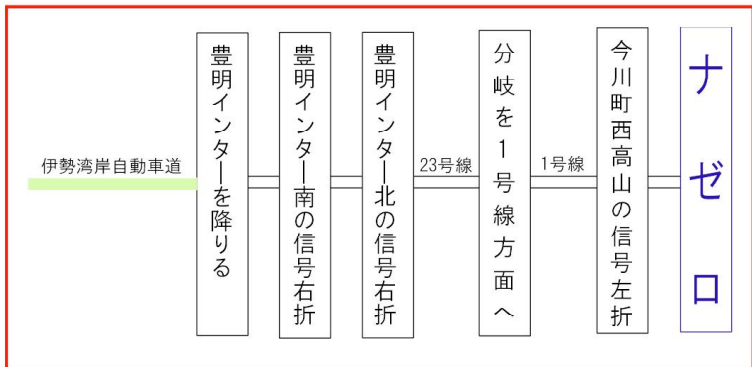 伊勢湾岸自動車道
豊明インターを降りる
豊明インター南の信号右折
豊明インター北の信号右折
23号線
分岐を1号線方面へ
1号線
今川町西高山の信号左折
ナゼロ